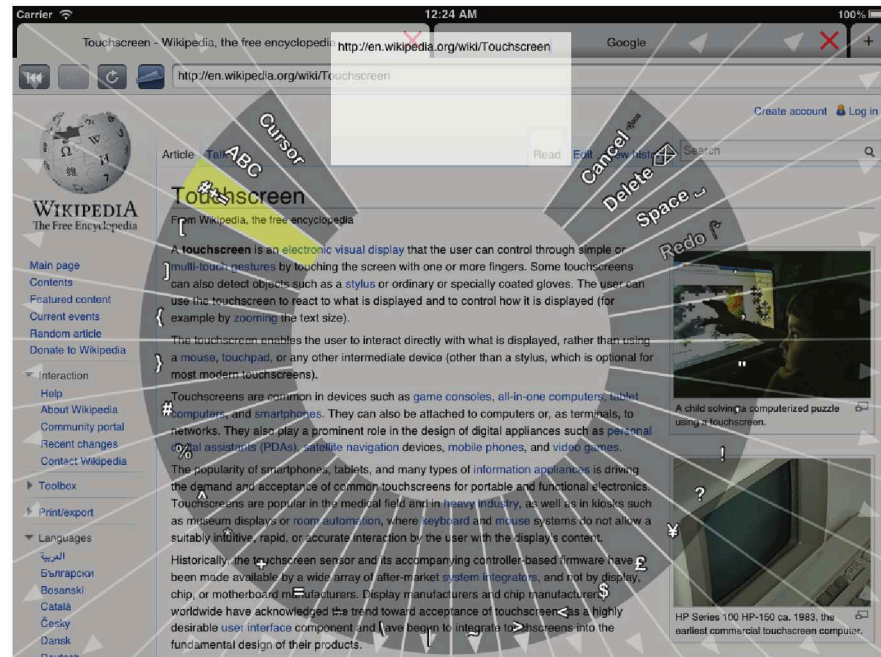 Carrier
12:24 AM
100%
Touchscreen - Wikipedia, the free encyclopedia
http://en.wikipedia.org/wiki/Touchscreen
Google
+
http://en.wikipedia.org/wiki/Touchscreen
Create account
Log in
Article
Talk
Read
Edit
View history
Search
Cursor
ABC
#+=
Cancel
Delete
Space
Redo
WIKIPEDIA
The Free Encyclopedia
Main page
Contents
Featured content
Current events
Random article
Donate to Wikipedia
Interaction
Help
About Wikipedia
Community portal
Recent changes
Contact Wikipedia
Toolbox
Print/export
Languages
العربية
Български
Bosanski
Català
Česky
Dansk
Deutsch
Touchscreen
From Wikipedia, the free encyclopedia
A touchscreen is an electronic visual display that the user can control through simple or
multi-touch gestures by touching the screen with one or more fingers. Some touchscreens
can also detect objects such as a stylus or ordinary or specially coated gloves. The user can
use the touchscreen to react to what is displayed and to control how it is displayed (for
example by zooming the text size).
The touchscreen enables the user to interact directly with what is displayed, rather than using
a mouse, touchpad, or any other intermediate device (other than a stylus, which is optional for
most modern touchscreens).
Touchscreens are common in devices such as game consoles, all-in-one computers, tablet
computers, and smartphones. They can also be attached to computers or, as terminals, to
networks. They also play a prominent role in the design of digital appliances such as personal
digital assistants (PDAs), satellite navigation devices, mobile phones, and video games.
The popularity of smartphones, tablets, and many types of information appliances is driving
the demand and acceptance of common touchscreens for portable and functional electronics.
Touchscreens are popular in the medical field and in heavy industry, as well as in kiosks such
as museum displays or room automation, where keyboard and mouse systems do not allow a
suitably intuitive, rapid, or accurate interaction by the user with the display's content.
Historically, the touchscreen sensor and its accompanying controller-based firmware have
been made available by a wide array of after-market system integrators, and not by display,
chip, or motherboard manufacturers. Display manufacturers and chip manufacturers
worldwide have acknowledged the trend toward acceptance of touchscreens as a highly
desirable user interface component and have begun to integrate touchscreens into the
fundamental design of their products.
[
]
{
}
#
%
^
*
+
=
_
\
|
~
>
<
$
£
¥
?
!
'
"
,
A child solving a computerized puzzle
using a touchscreen.
HP Series 100 HP-150 ca. 1983, the
earliest commercial touchscreen computer.